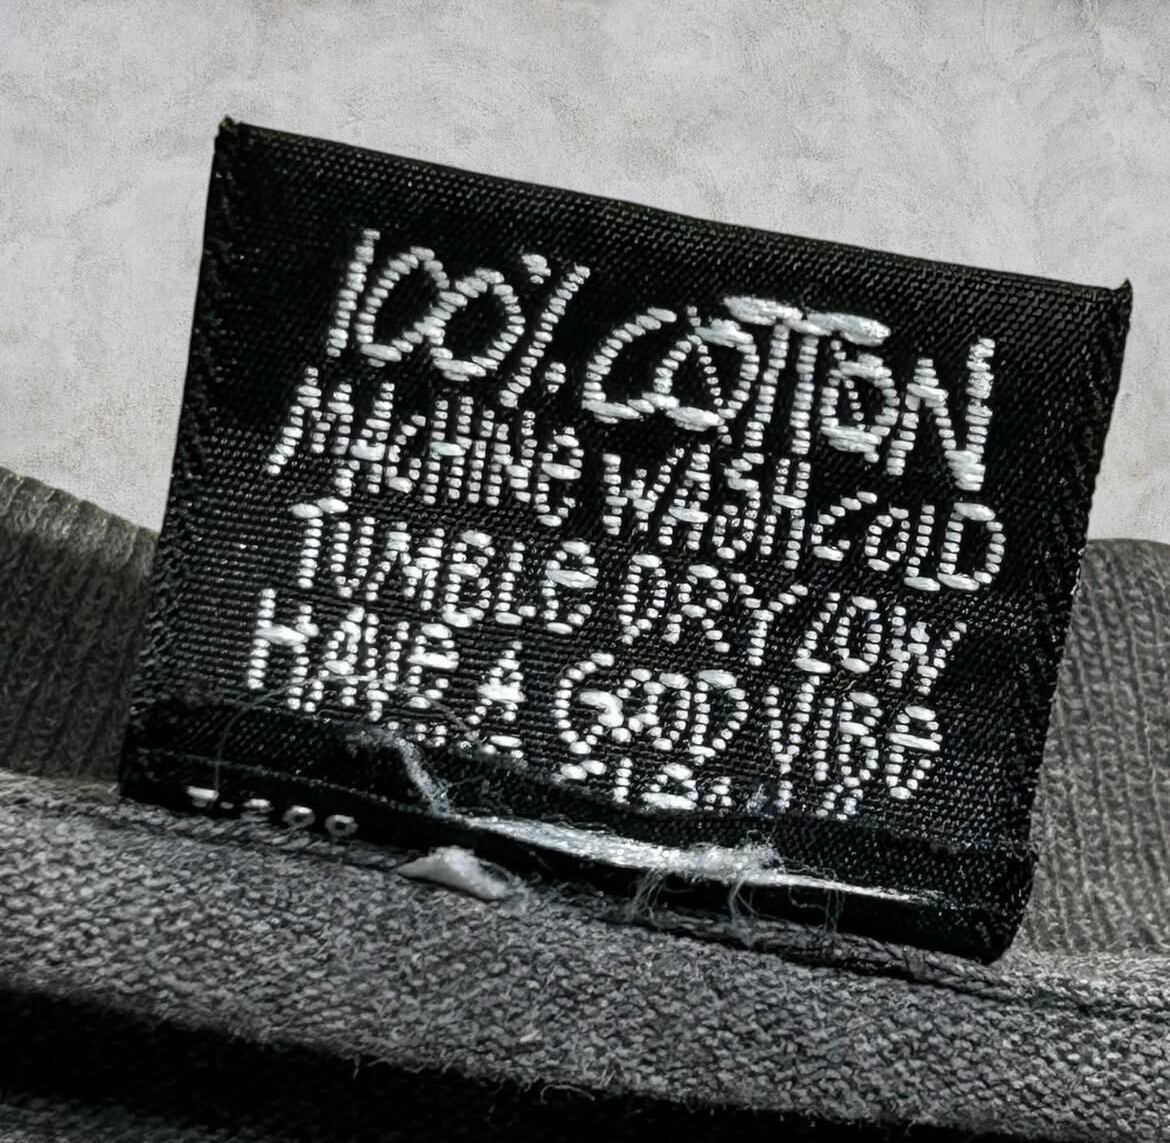 100% COTTON
MACHINE WASH COLD
TUMBLE DRY LOW
HAVE A GOOD VIBE